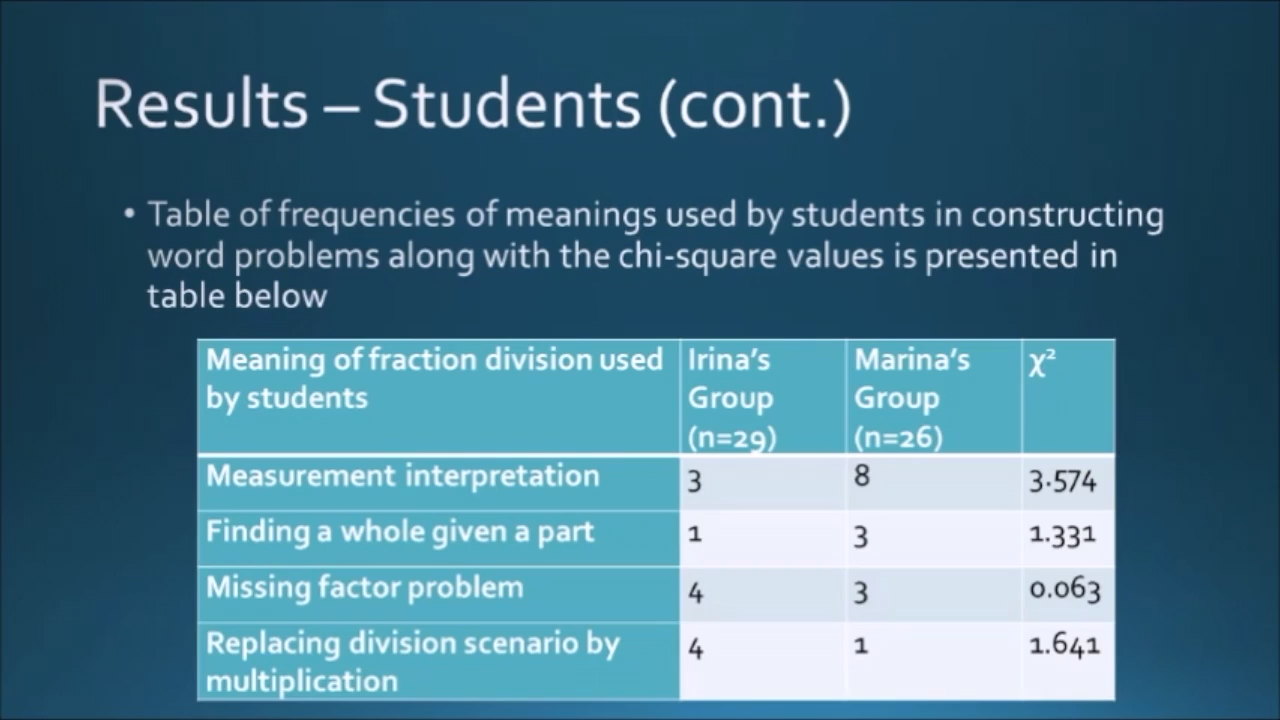 Results – Students (cont.)
• Table of frequencies of meanings used by students in constructing
word problems along with the chi-square values is presented in
table below
Meaning of fraction division used by students | Irina's Group (n=29) | Marina's Group (n=26) | χ²
Measurement interpretation | 3 | 8 | 3.574
Finding a whole given a part | 1 | 3 | 1.331
Missing factor problem | 4 | 3 | 0.063
Replacing division scenario by multiplication | 4 | 1 | 1.641